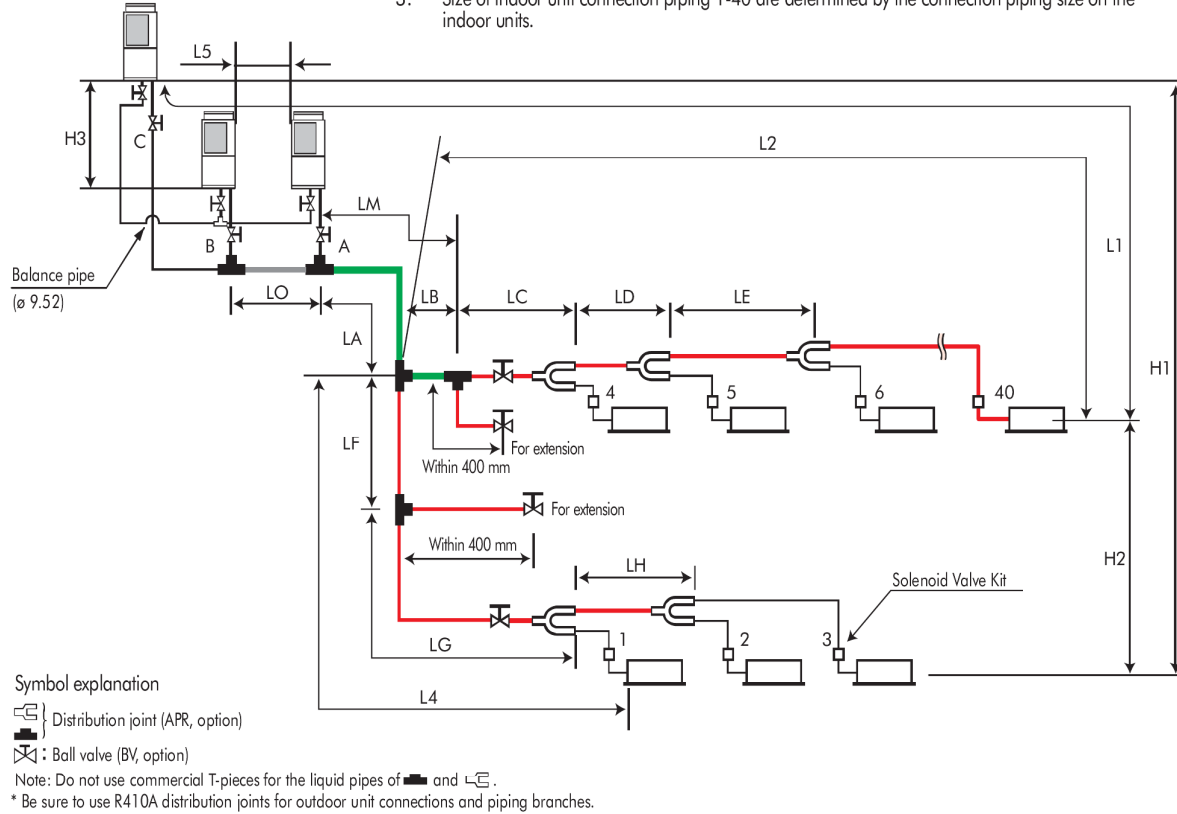 3. Size of indoor unit connection piping 1-40 are determined by the connection piping size on the
indoor units.
L5
H3
C
L2
LM
L1
B
A
Balance pipe
(ø 9.52)
LO
LB
LC
LD
LE
LA
H1
4
5
6
40
LF
For extension
Within 400 mm
For extension
Within 400 mm
H2
LH
Solenoid Valve Kit
1
2
3
LG
L4
Symbol explanation
Distribution joint (APR, option)
: Ball valve (BV, option)
Note: Do not use commercial T-pieces for the liquid pipes of and .
* Be sure to use R410A distribution joints for outdoor unit connections and piping branches.